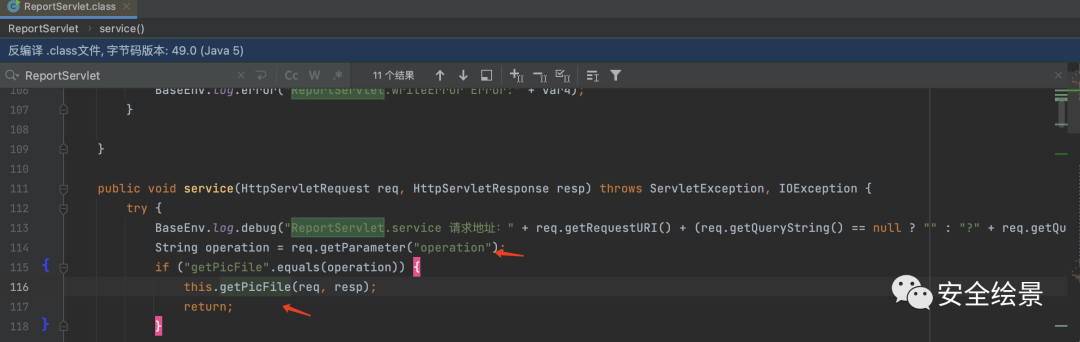 ReportServlet.class ×
ReportServlet › service()
反编译 .class文件, 字节码版本: 49.0 (Java 5)
ReportServlet × Cc W .* 11 个结果 ×
106 BaseEnv.log.error("ReportServlet.writeError Error:" + var4);
107 }
108
109 }
110
111 public void service(HttpServletRequest req, HttpServletResponse resp) throws ServletException, IOException {
112 try {
113 BaseEnv.log.debug("ReportServlet.service 请求地址：" + req.getRequestURI() + (req.getQueryString() == null ? "" : "?" + req.getQu
114 String operation = req.getParameter("operation");
115 if ("getPicFile".equals(operation)) {
116 this.getPicFile(req, resp);
117 return;
118 }
安全绘景